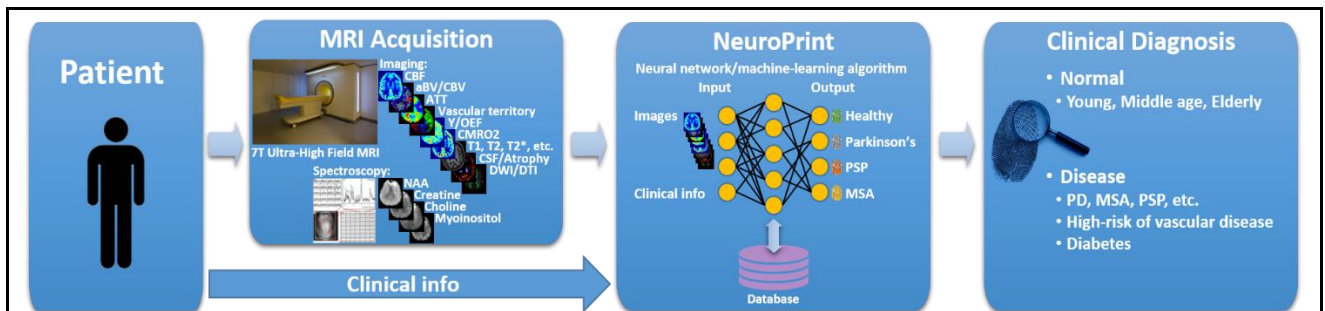 Patient
MRI Acquisition
Imaging:
CBF
aBV/CBV
ATT
Vascular territory
Y/OEF
CMRO2
T1, T2, T2*, etc.
CSF/Atrophy
DWI/DTI
7T Ultra-High Field MRI
Spectroscopy:
NAA
Creatine
Choline
Myoinositol
Clinical info
NeuroPrint
Neural network/machine-learning algorithm
Input Output
Images
Clinical info
Healthy
Parkinson's
PSP
MSA
Database
Clinical Diagnosis
• Normal
• Young, Middle age, Elderly
• Disease
• PD, MSA, PSP, etc.
• High-risk of vascular disease
• Diabetes